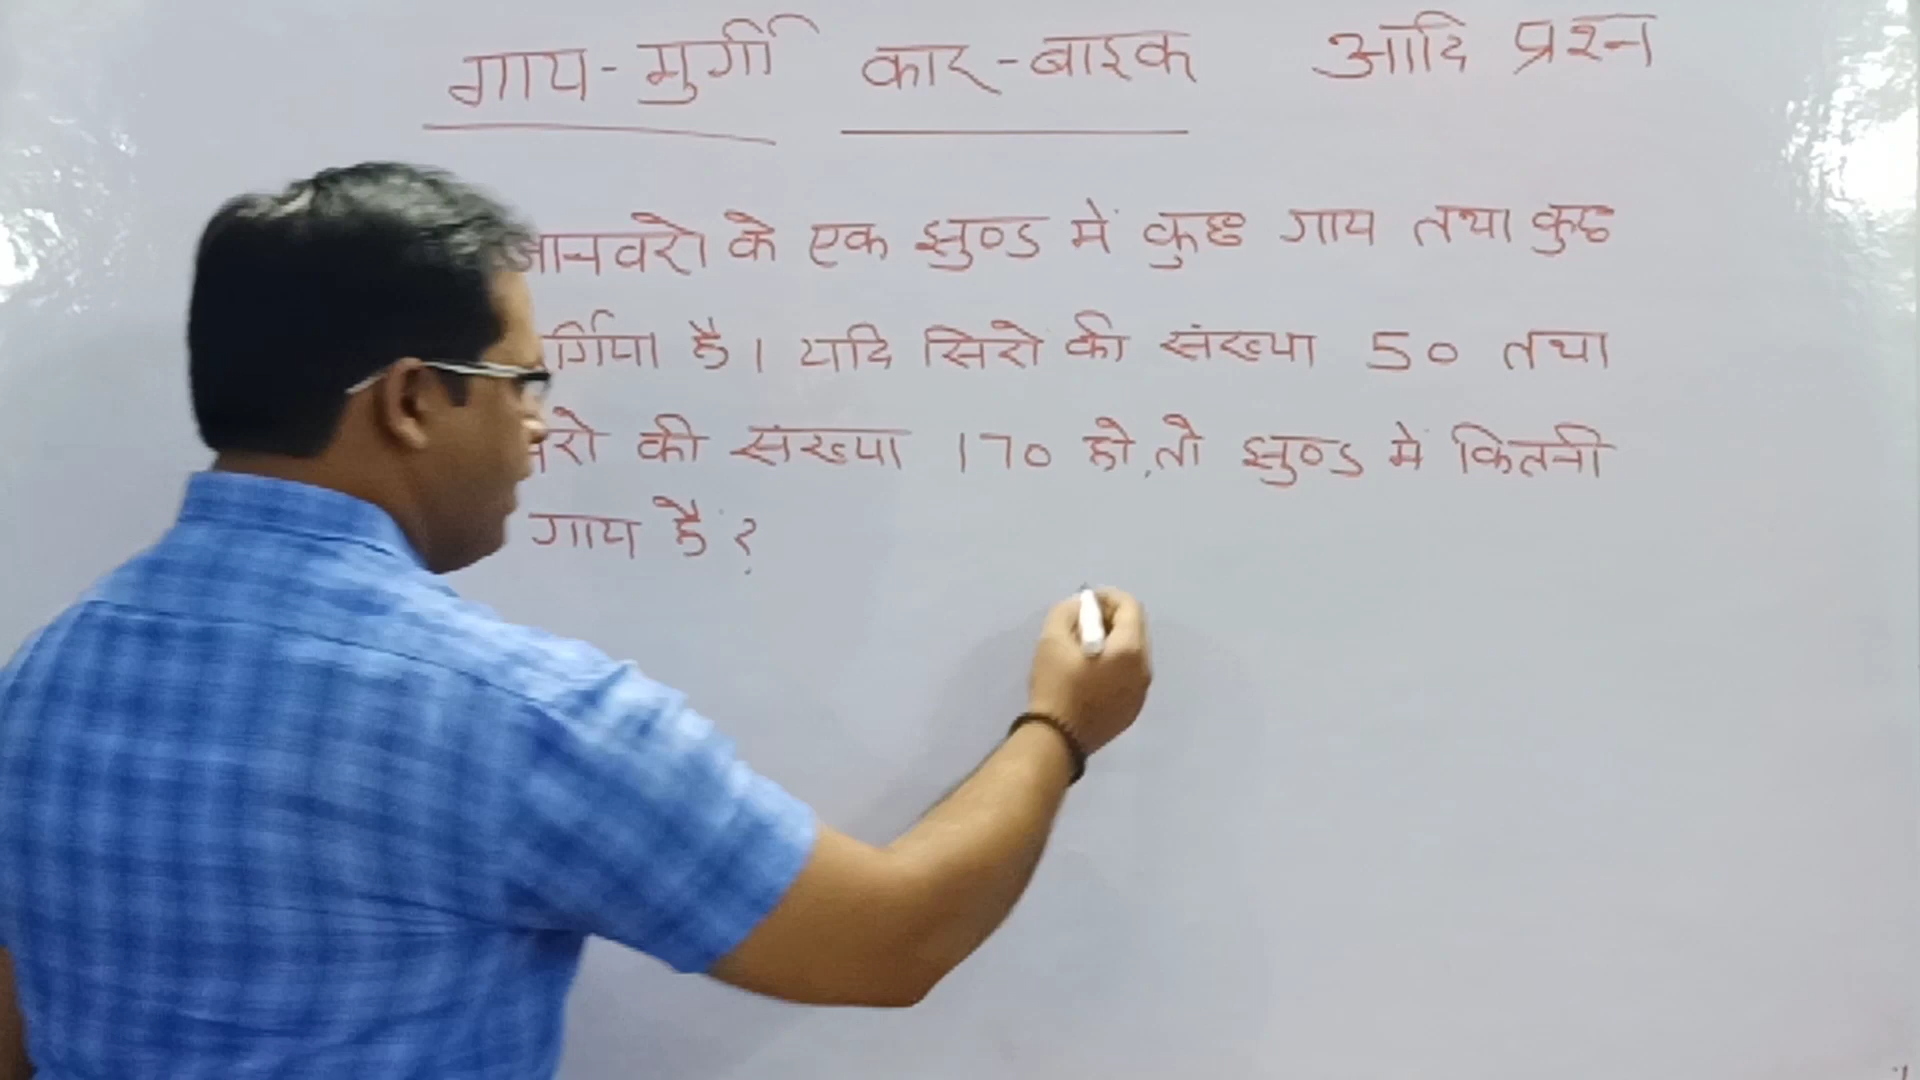 गाय-मुर्गी कार-बाइक आदि प्रश्न
जानवरो के एक झुण्ड में कुछ गाय तथा कुछ
है। यदि सिरो की संख्या 50 तथा
की संख्या 170 हो, तो झुण्ड में कितनी
गाय है ?